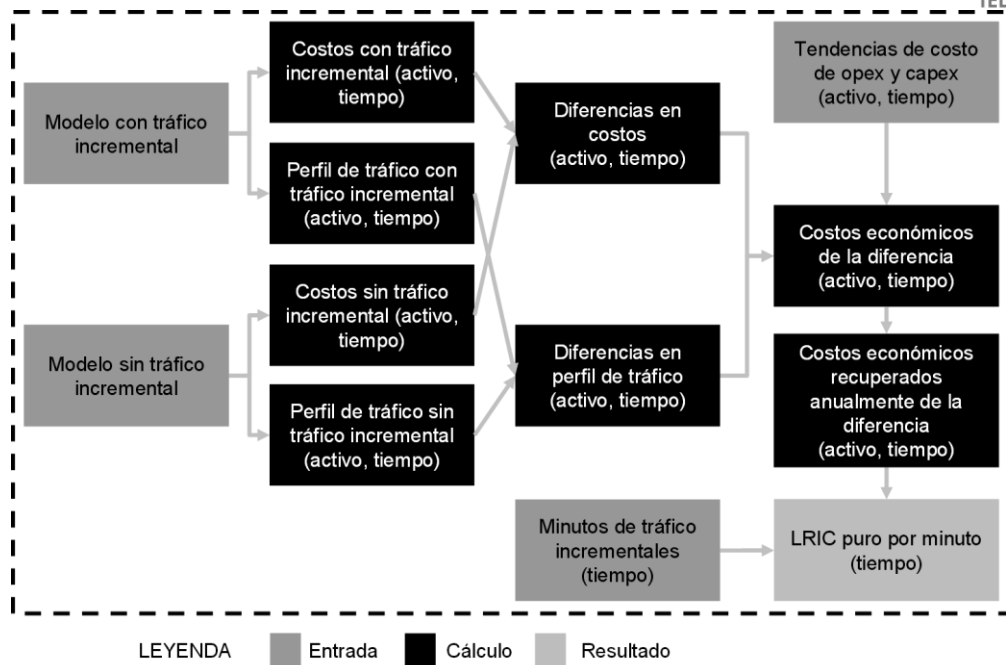 Modelo con tráfico
incremental
Modelo sin tráfico
incremental
Costos con tráfico
incremental (activo,
tiempo)
Perfil de tráfico con
tráfico incremental
(activo, tiempo)
Costos sin tráfico
incremental (activo,
tiempo)
Perfil de tráfico sin
tráfico incremental
(activo, tiempo)
Diferencias en
costos
(activo, tiempo)
Diferencias en
perfil de tráfico
(activo, tiempo)
Minutos de tráfico
incrementales
(tiempo)
Tendencias de costo
de opex y capex
(activo, tiempo)
Costos económicos
de la diferencia
(activo, tiempo)
Costos económicos
recuperados
anualmente de la
diferencia
(activo, tiempo)
LRIC puro por minuto
(tiempo)
LEYENDA
Entrada
Cálculo
Resultado